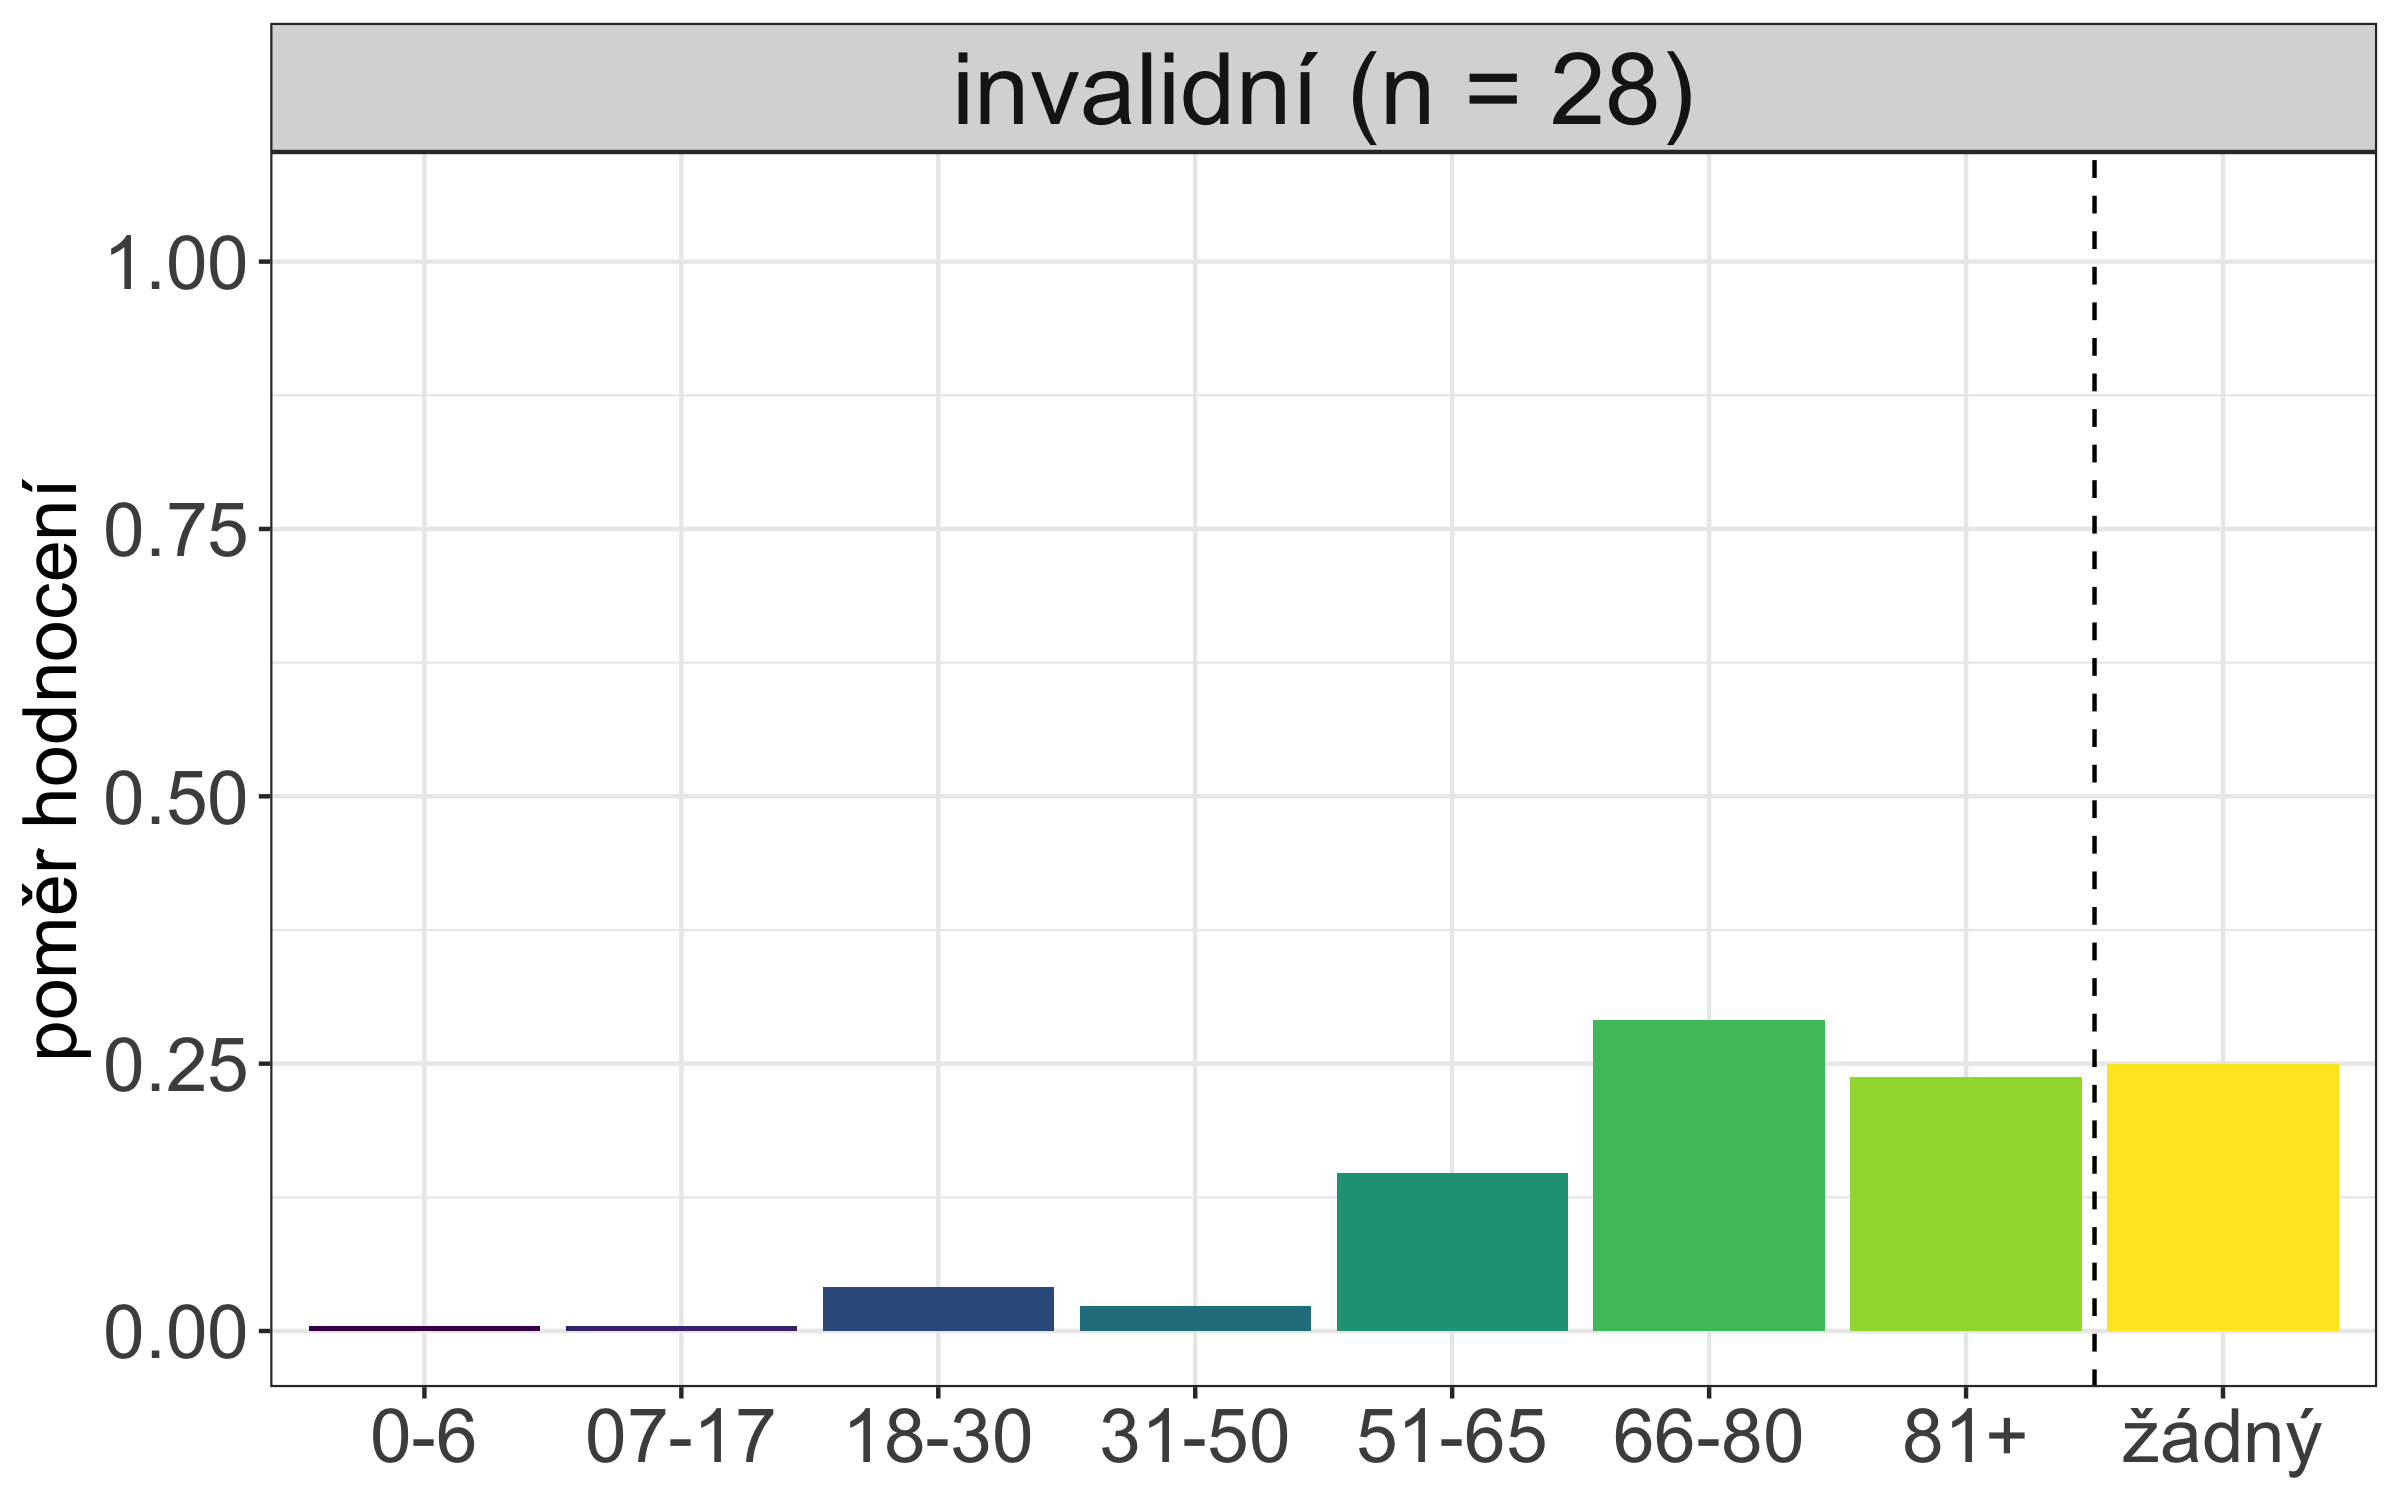 invalidní (n = 28)
poměr hodnocení
1.00
0.75
0.50
0.25
0.00
0-6 07-17 18-30 31-50 51-65 66-80 81+ žádný